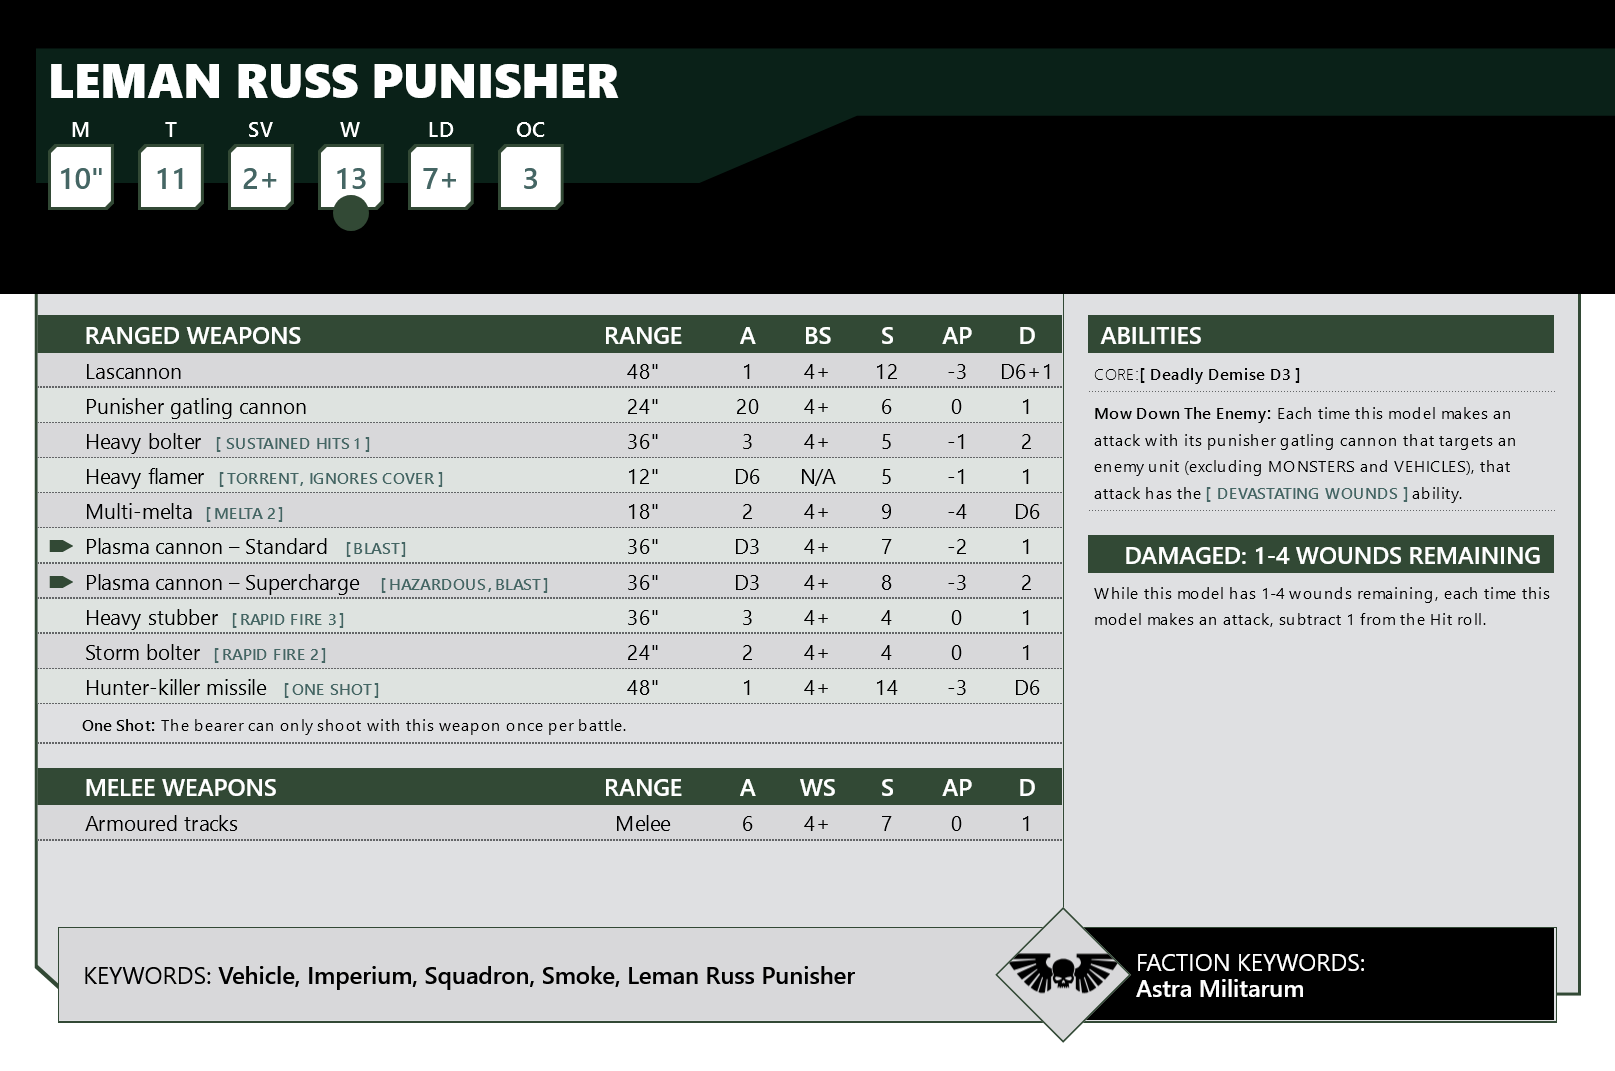 LEMAN RUSS PUNISHER
M T SV W LD OC
10" 11 2+ 13 7+ 3
RANGED WEAPONS RANGE A BS S AP D
Lascannon 48" 1 4+ 12 -3 D6+1
Punisher gatling cannon 24" 20 4+ 6 0 1
Heavy bolter [ SUSTAINED HITS 1 ] 36" 3 4+ 5 -1 2
Heavy flamer [ TORRENT, IGNORES COVER ] 12" D6 N/A 5 -1 1
Multi-melta [ MELTA 2 ] 18" 2 4+ 9 -4 D6
Plasma cannon – Standard [ BLAST ] 36" D3 4+ 7 -2 1
Plasma cannon – Supercharge [ HAZARDOUS, BLAST ] 36" D3 4+ 8 -3 2
Heavy stubber [ RAPID FIRE 3 ] 36" 3 4+ 4 0 1
Storm bolter [ RAPID FIRE 2 ] 24" 2 4+ 4 0 1
Hunter-killer missile [ ONE SHOT ] 48" 1 4+ 14 -3 D6
One Shot: The bearer can only shoot with this weapon once per battle.
MELEE WEAPONS RANGE A WS S AP D
Armoured tracks Melee 6 4+ 7 0 1
ABILITIES
CORE:[ Deadly Demise D3 ]
Mow Down The Enemy: Each time this model makes an
attack with its punisher gatling cannon that targets an
enemy unit (excluding MONSTERS and VEHICLES), that
attack has the [ DEVASTATING WOUNDS ] ability.
DAMAGED: 1-4 WOUNDS REMAINING
While this model has 1-4 wounds remaining, each time this
model makes an attack, subtract 1 from the Hit roll.
KEYWORDS: Vehicle, Imperium, Squadron, Smoke, Leman Russ Punisher
FACTION KEYWORDS:
Astra Militarum